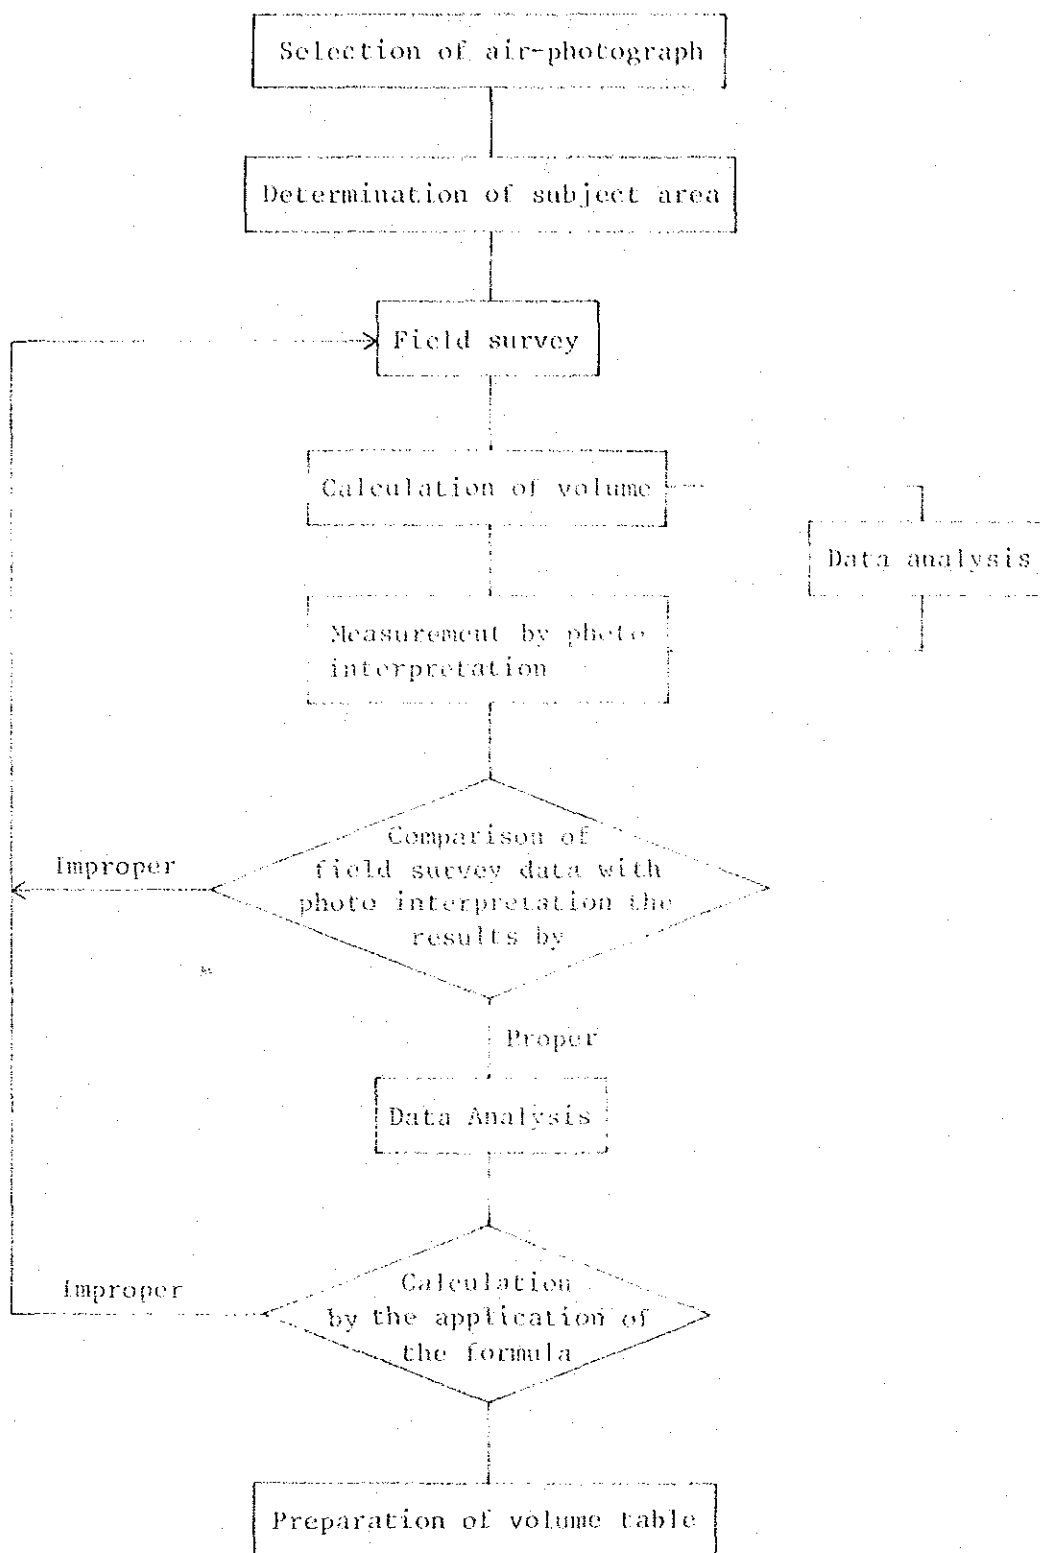 Selection of air-photograph
Determination of subject area
Field survey
Calculation of volume
Data analysis
Measurement by photo
interpretation
Comparison of
field survey data with
photo interpretation the
results by
Improper
Proper
Data Analysis
Calculation
by the application of
the formula
Improper
Preparation of volume table